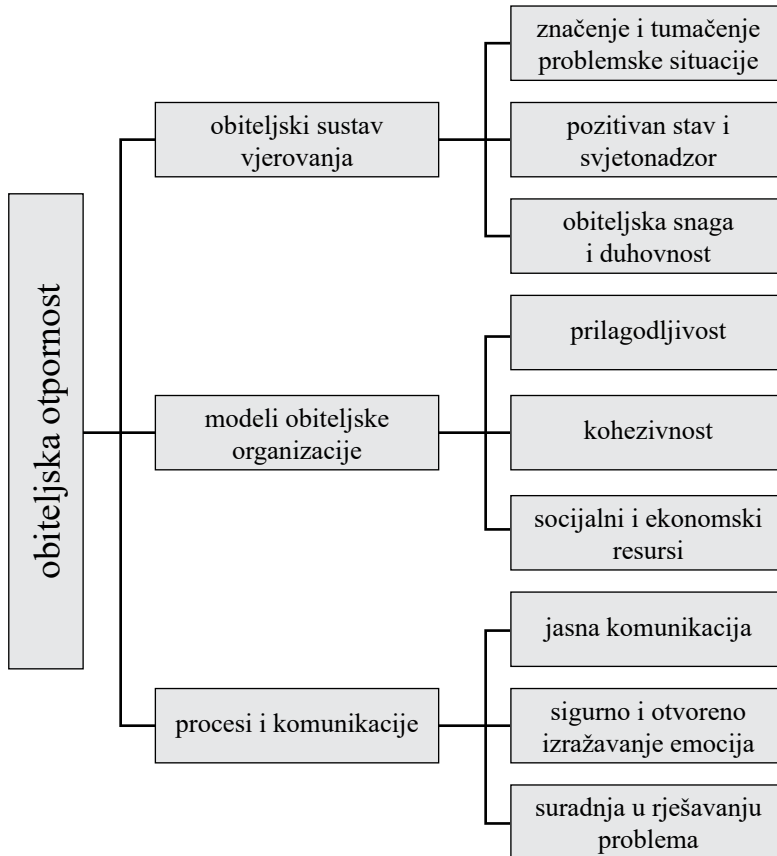 obiteljska otpornost
obiteljski sustav
vjerovanja
značenje i tumačenje
problemske situacije
pozitivan stav i
svjetonadzor
obiteljska snaga
i duhovnost
modeli obiteljske
organizacije
prilagodljivost
kohezivnost
socijalni i ekonomski
resursi
procesi i komunikacije
jasna komunikacija
sigurno i otvoreno
izražavanje emocija
suradnja u rješavanju
problema